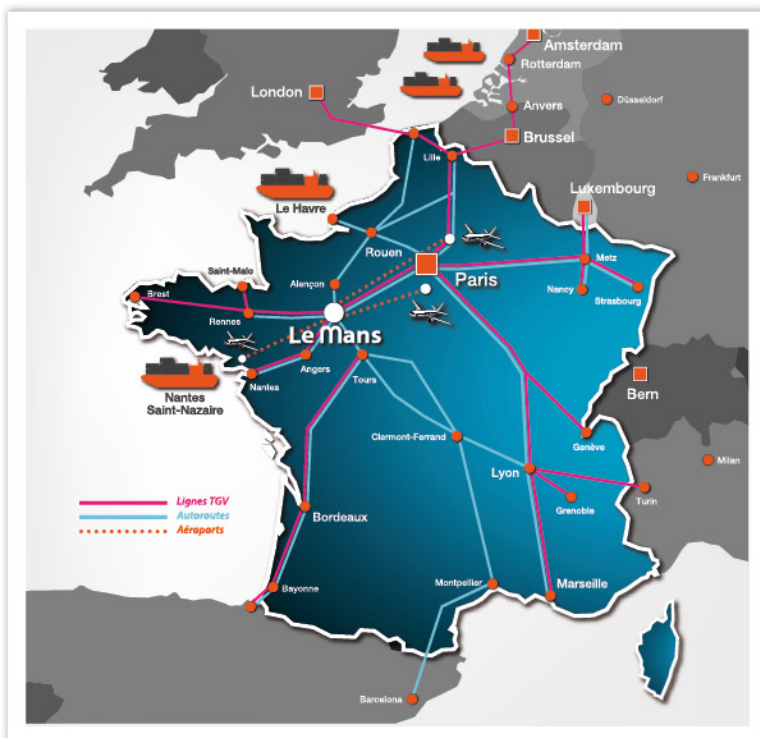 Amsterdam
Rotterdam
London
Anvers
Düsseldorf
Brussel
Lille
Frankfurt
Luxembourg
Le Havre
Rouen
Metz
Saint-Malo
Alençon
Paris
Brest
Nancy
Strasbourg
Rennes
Le Mans
Angers
Nantes
Tours
Bern
Nantes
Saint-Nazaire
Clermont-Ferrand
Genève
Lyon
Milan
Lignes TGV
Autoroutes
Aéroports
Bordeaux
Grenoble
Turin
Bayonne
Montpellier
Marseille
Barcelona